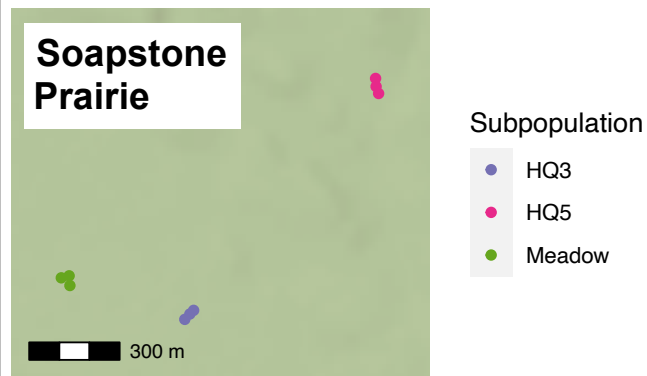 Soapstone
Prairie
Subpopulation
HQ3
HQ5
Meadow
300 m